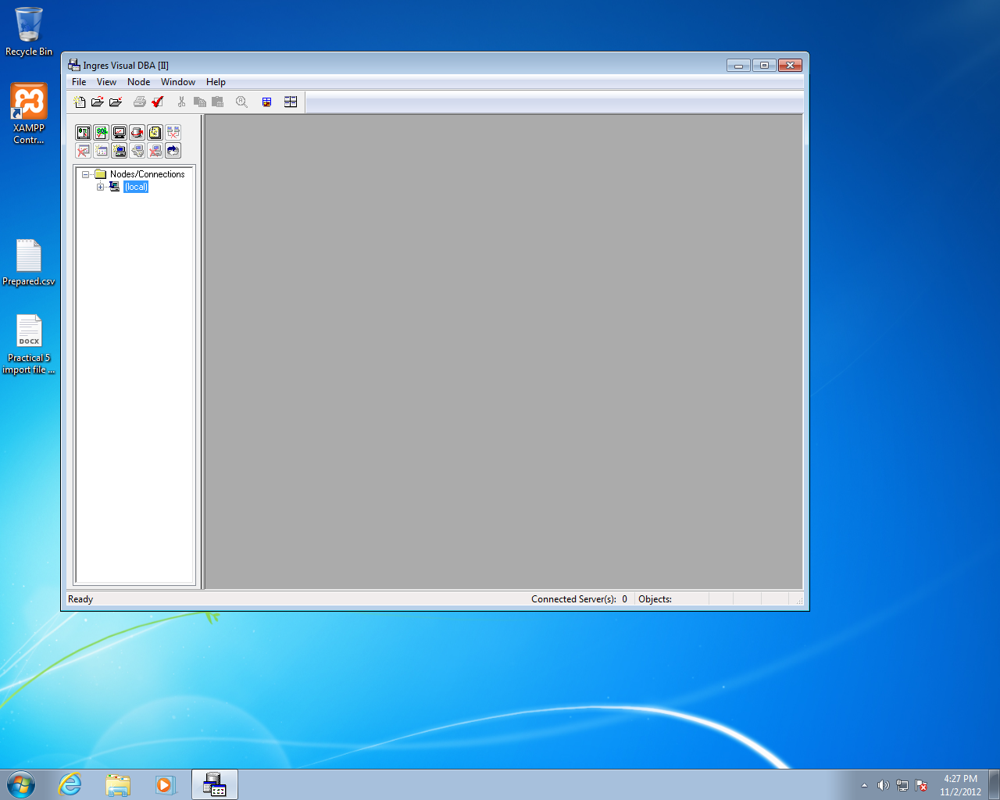 Recycle Bin
XAMPP
Contr...
Prepared.csv
DOCX
Practical 5
import file ...
Ingres Visual DBA [II]
File View Node Window Help
SQL
Nodes/Connections
(local)
Ready
Connected Server(s): 0 Objects:
4:27 PM
11/2/2012